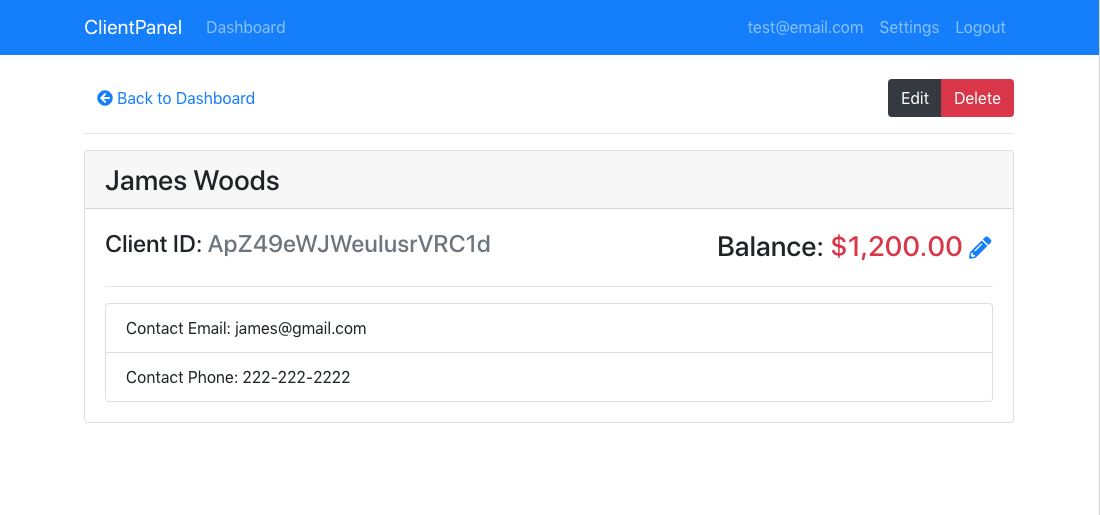 ClientPanel Dashboard test@email.com Settings Logout
Back to Dashboard Edit Delete
James Woods
Client ID: ApZ49eWJWeulusrVRC1d Balance: $1,200.00
Contact Email: james@gmail.com
Contact Phone: 222-222-2222